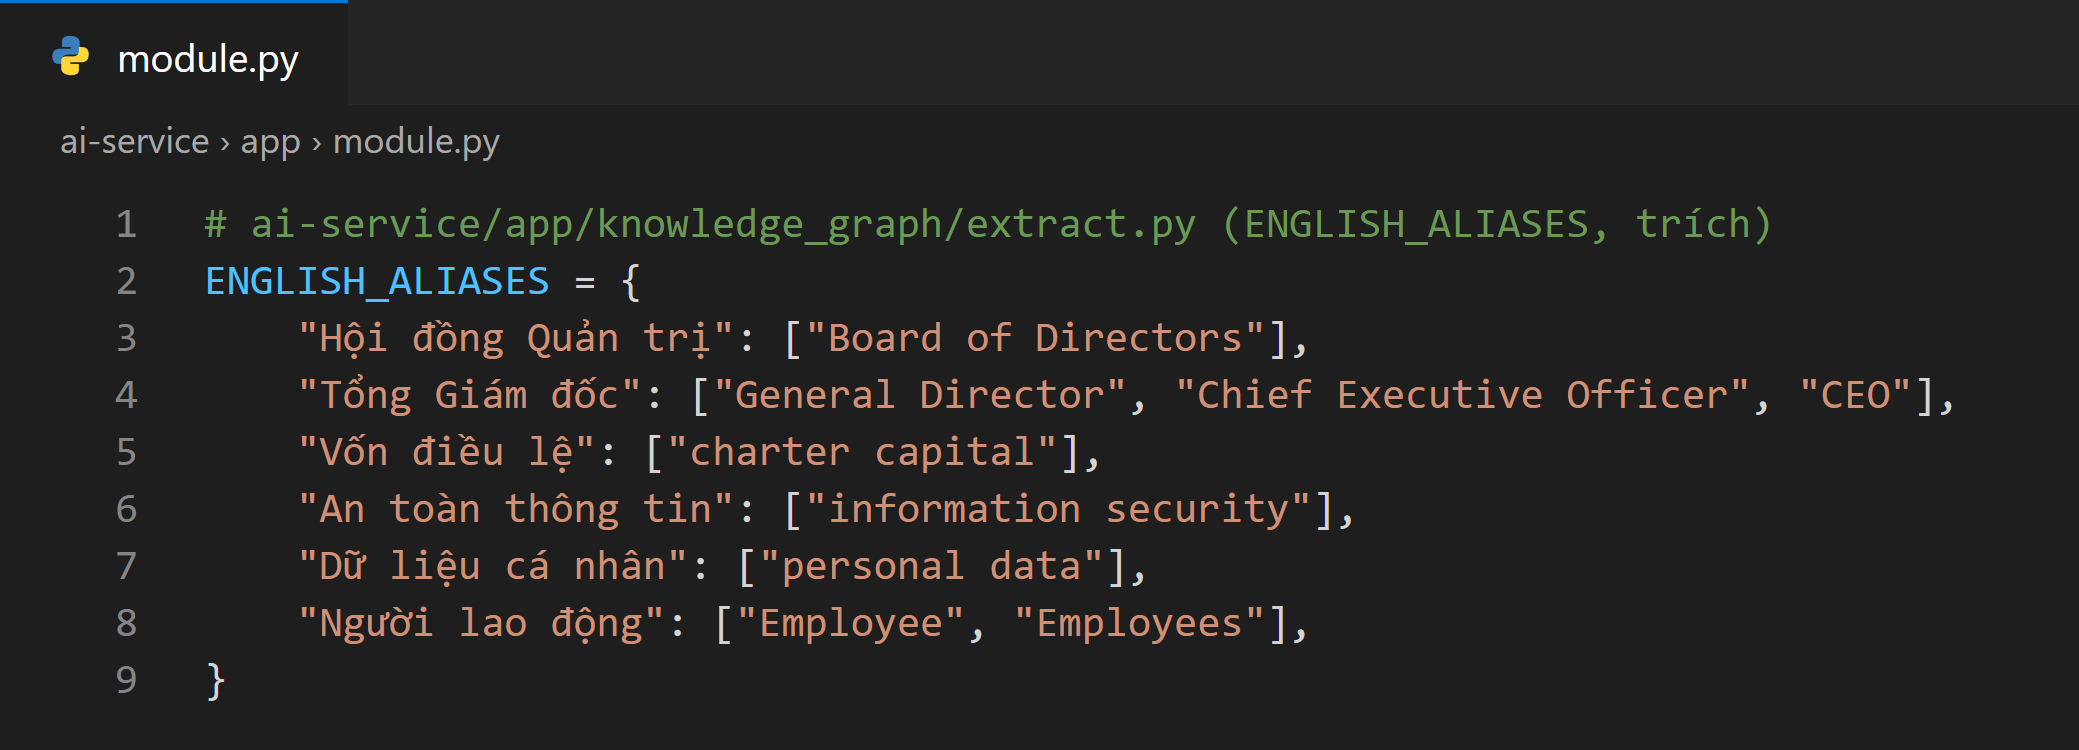 module.py
ai-service › app › module.py
1 # ai-service/app/knowledge_graph/extract.py (ENGLISH_ALIASES, trích)
2 ENGLISH_ALIASES = {
3     "Hội đồng Quản trị": ["Board of Directors"],
4     "Tổng Giám đốc": ["General Director", "Chief Executive Officer", "CEO"],
5     "Vốn điều lệ": ["charter capital"],
6     "An toàn thông tin": ["information security"],
7     "Dữ liệu cá nhân": ["personal data"],
8     "Người lao động": ["Employee", "Employees"],
9 }